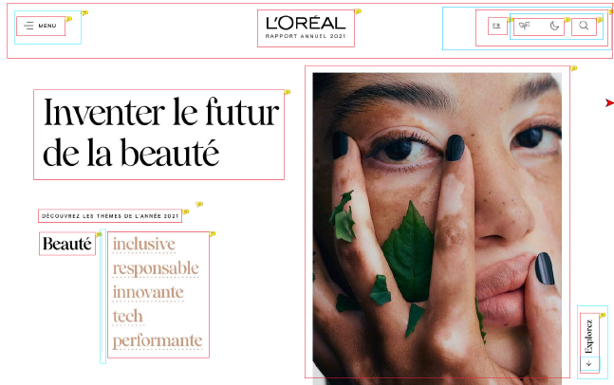 MENU
L'ORÉAL
RAPPORT ANNUEL 2021
Inventer le futur
de la beauté
DÉCOUVREZ LES THÈMES DE L'ANNÉE 2021
Beauté
inclusive
responsable
innovante
tech
performante
Explorez